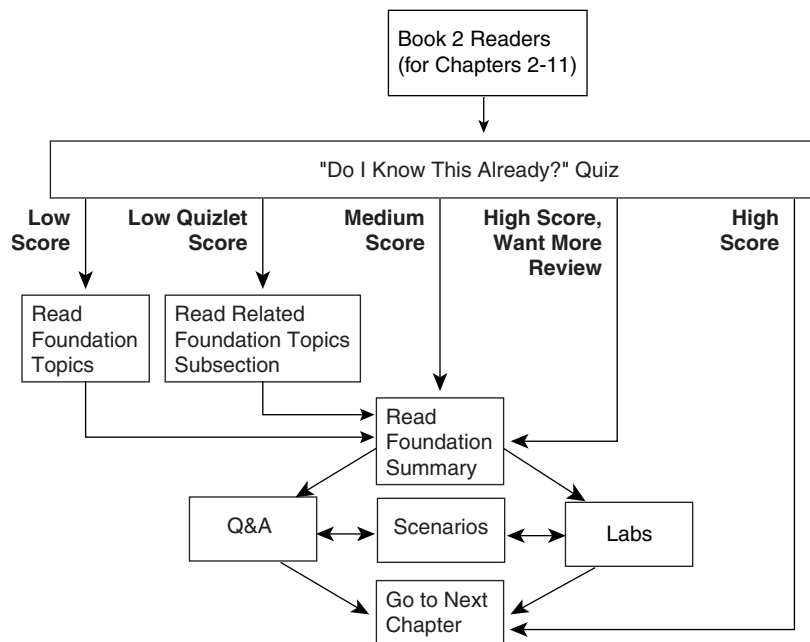 Book 2 Readers
(for Chapters 2-11)
"Do I Know This Already?" Quiz
Low
Score
Low Quizlet
Score
Medium
Score
High Score,
Want More
Review
High
Score
Read
Foundation
Topics
Read Related
Foundation Topics
Subsection
Read
Foundation
Summary
Q&A
Scenarios
Labs
Go to Next
Chapter